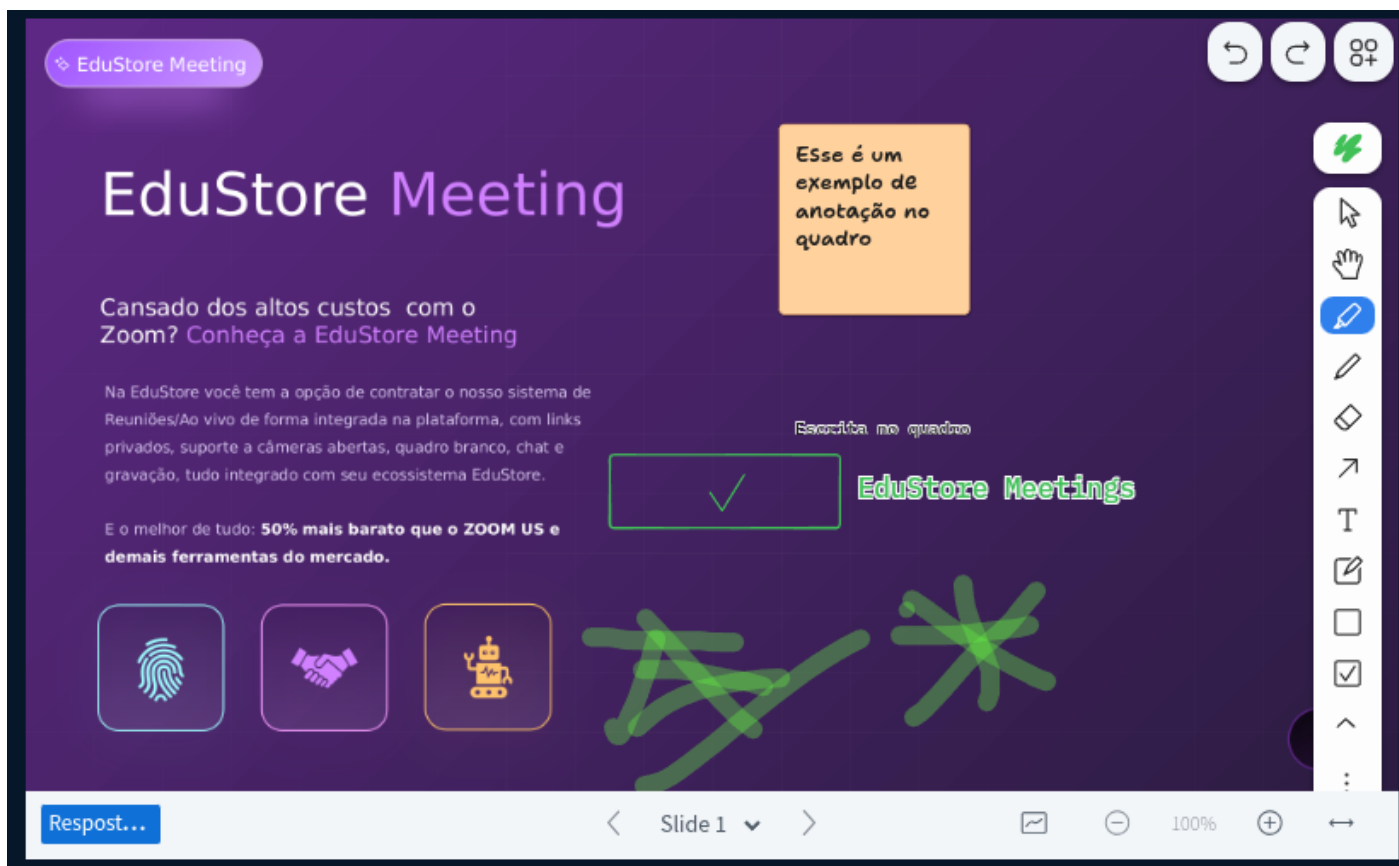 EduStore Meeting
EduStore Meeting
ESse é um
exemplo de
anotação no
quadro
Cansado dos altos custos  com o
Zoom? Conheça a EduStore Meeting
Na EduStore você tem a opção de contratar o nosso sistema de
Reuniões/Ao vivo de forma integrada na plataforma, com links
privados, suporte a câmeras abertas, quadro branco, chat e
gravação, tudo integrado com seu ecossistema EduStore.
Escrita no quadro
EduStore Meetings
E o melhor de tudo: 50% mais barato que o ZOOM US e
demais ferramentas do mercado.
T
Respost...
Slide 1
100%